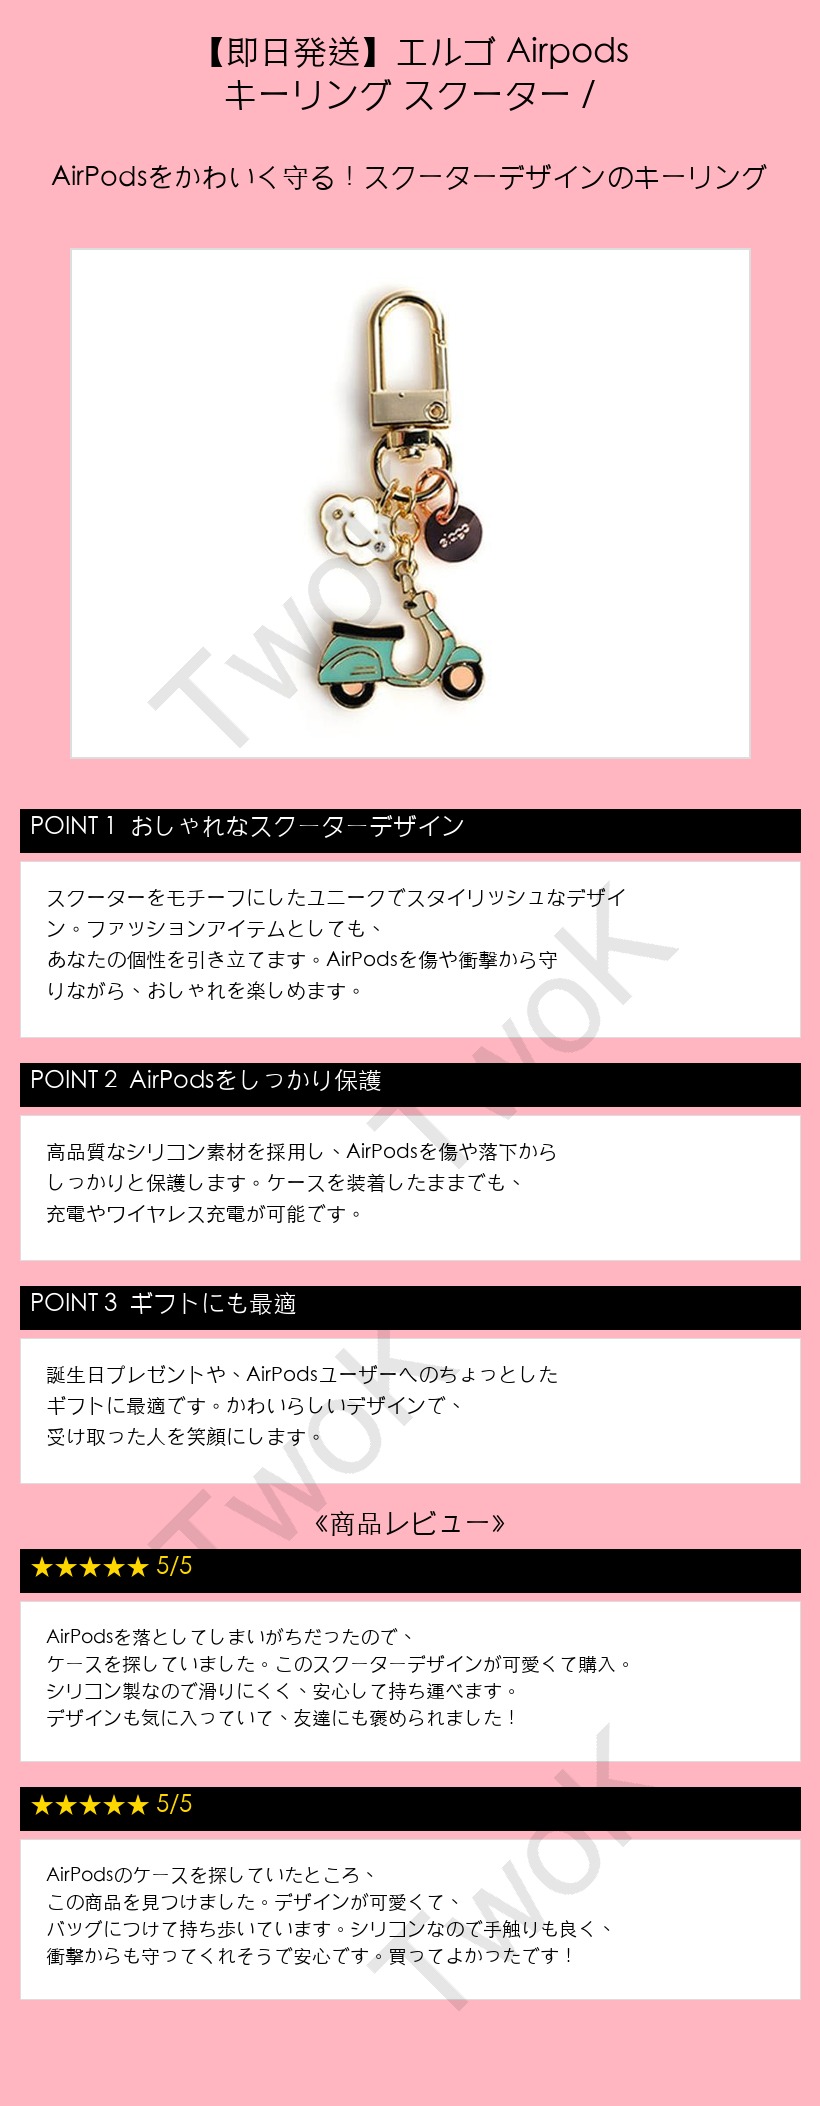 【即日発送】エルゴ Airpods
キーリング スクーター /
AirPodsをかわいく守る！スクーターデザインのキーリング
POINT 1 おしゃれなスクーターデザイン
スクーターをモチーフにしたユニークでスタイリッシュなデザイ
ン。ファッションアイテムとしても、
あなたの個性を引き立てます。AirPodsを傷や衝撃から守
りながら、おしゃれを楽しめます。
POINT 2 AirPodsをしっかり保護
高品質なシリコン素材を採用し、AirPodsを傷や落下から
しっかりと保護します。ケースを装着したままでも、
充電やワイヤレス充電が可能です。
POINT 3 ギフトにも最適
誕生日プレゼントや、AirPodsユーザーへのちょっとした
ギフトに最適です。かわいらしいデザインで、
受け取った人を笑顔にします。
《商品レビュー》
★★★★★ 5/5
AirPodsを落としてしまいがちだったので、
ケースを探していました。このスクーターデザインが可愛くて購入。
シリコン製なので滑りにくく、安心して持ち運べます。
デザインも気に入っていて、友達にも褒められました！
★★★★★ 5/5
AirPodsのケースを探していたところ、
この商品を見つけました。デザインが可愛くて、
バッグにつけて持ち歩いています。シリコンなので手触りも良く、
衝撃からも守ってくれそうで安心です。買ってよかったです！
TwoK
TwoK
TwoK
TwoK